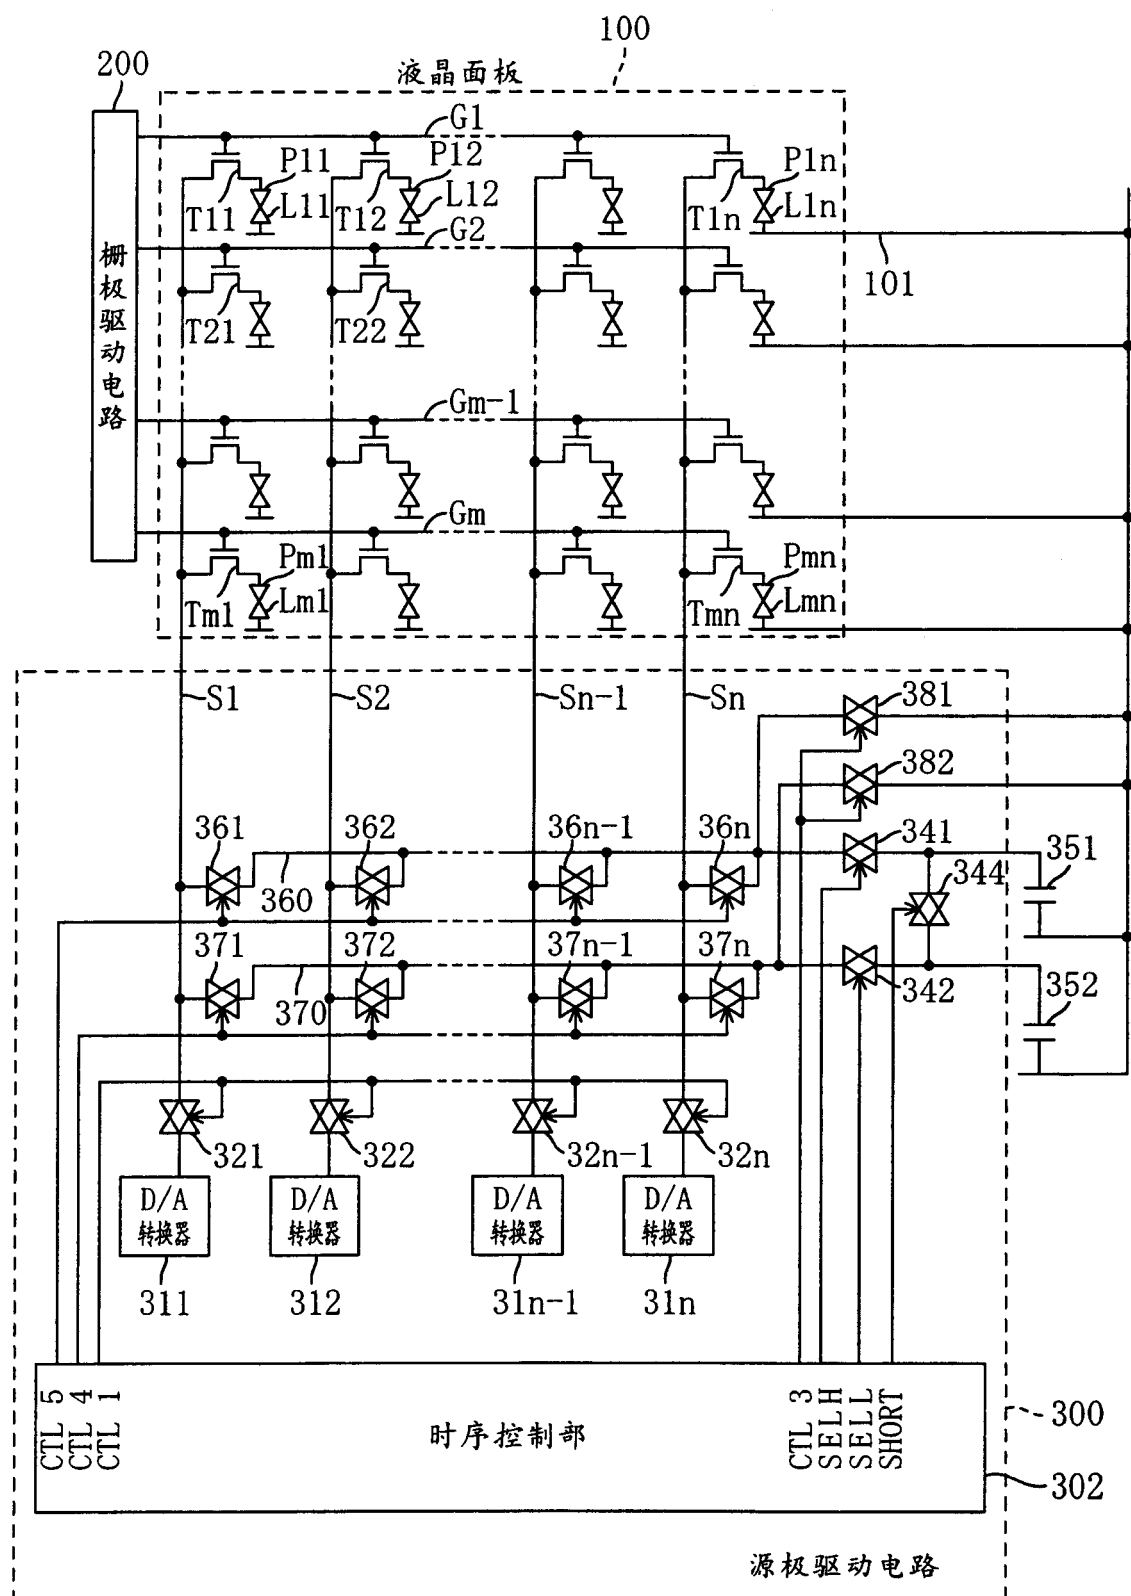 100
200
液晶面板
G1
P11
P12
P1n
T11
L11
T12
L12
T1n
L1n
G2
101
T21
T22
栅极驱动电路
Gm-1
Gm
Pm1
Pmn
Tm1
Lm1
Tmn
Lmn
S1
S2
Sn-1
Sn
381
382
361
362
36n-1
36n
341
351
360
344
371
372
37n-1
37n
370
342
352
321
322
32n-1
32n
D/A
转换器
D/A
转换器
D/A
转换器
D/A
转换器
311
312
31n-1
31n
CTL 5
CTL 4
CTL 1
时序控制部
CTL 3
SELH
SELL
SHORT
300
302
源极驱动电路